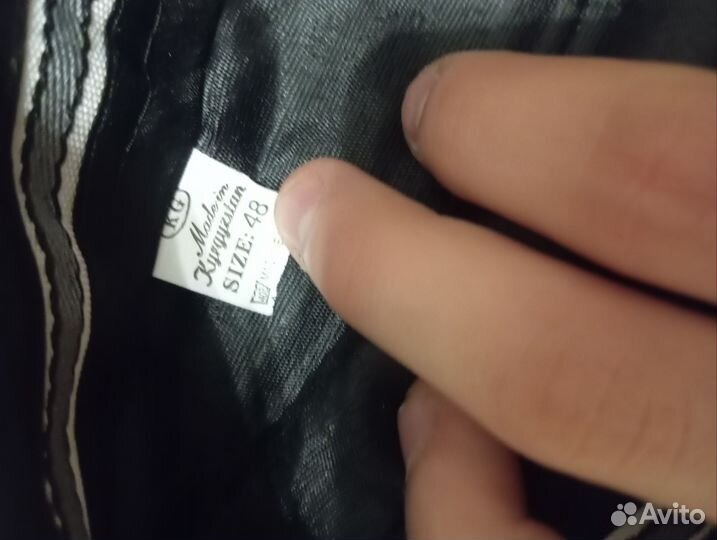 KG
Made in
Kyrgyzstan
SIZE: 48
Avito